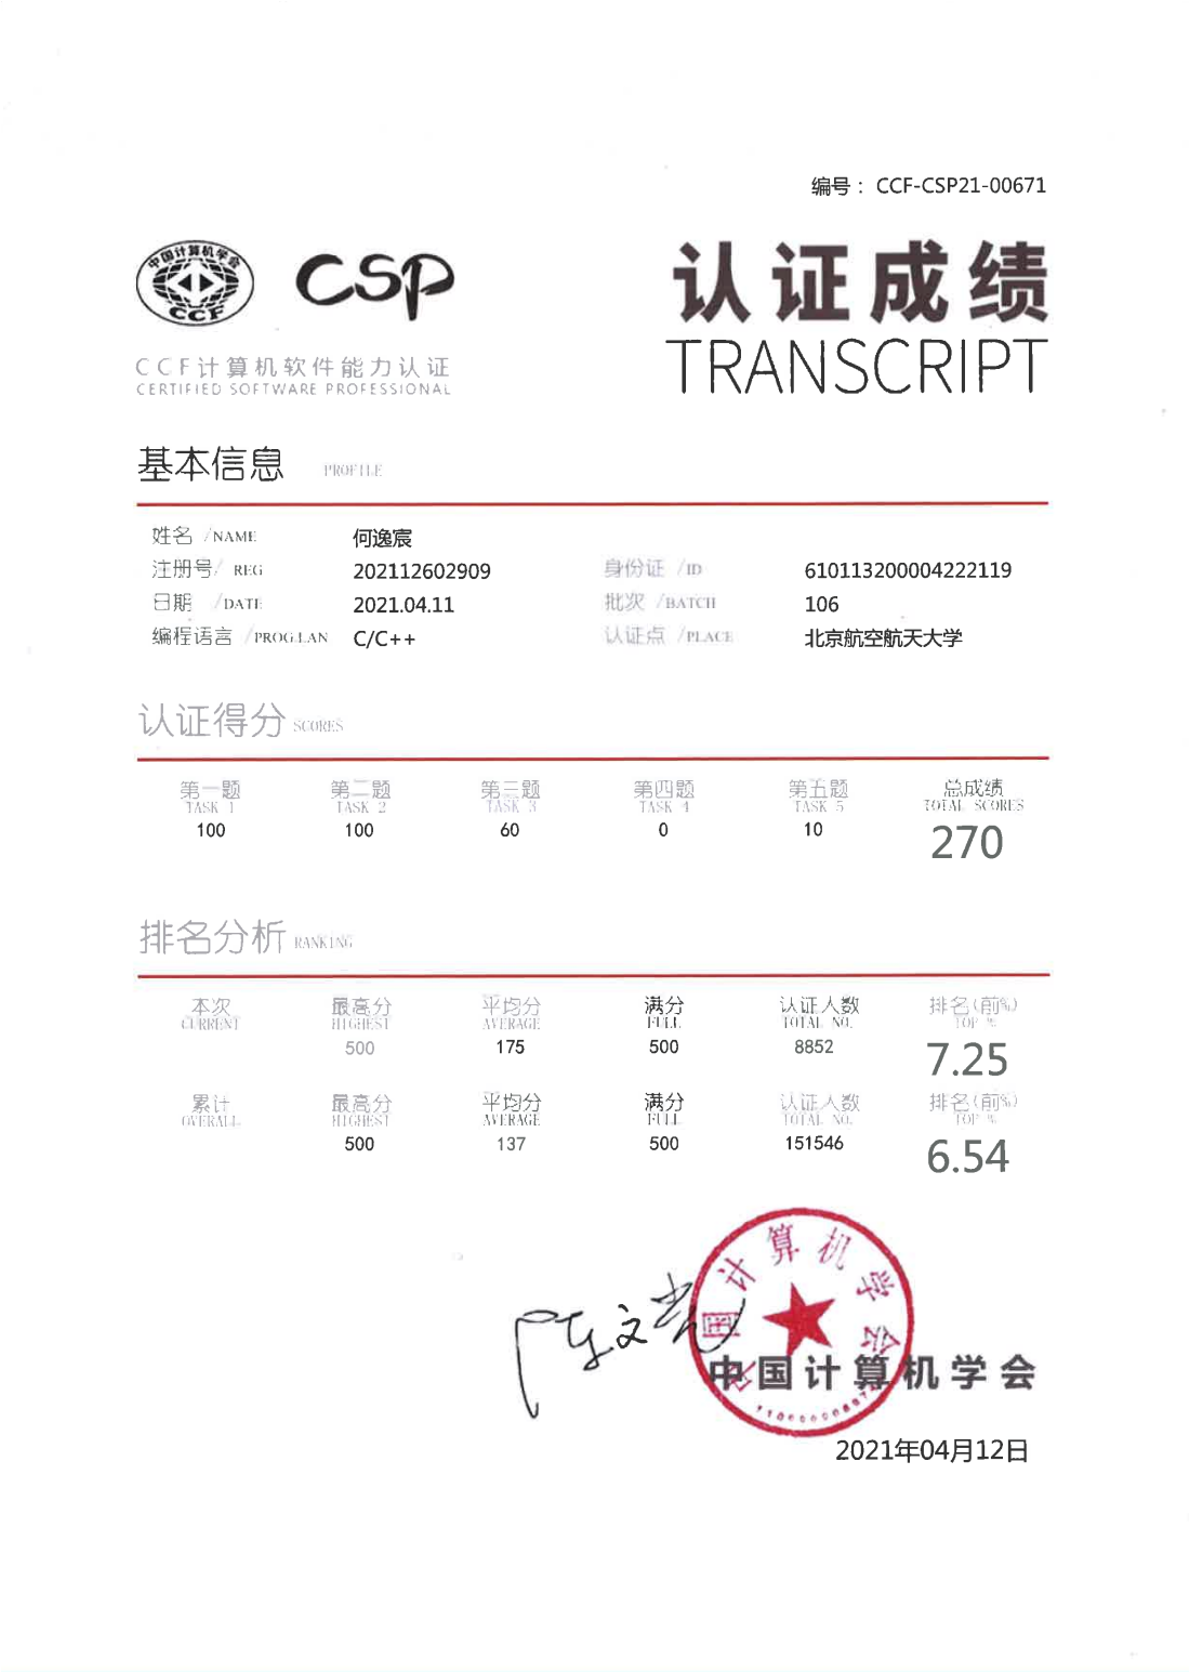 编号： CCF-CSP21-00671
中国计算机学会
CCF
CSP
认证成绩
TRANSCRIPT
CCF计算机软件能力认证
CERTIFIED SOFTWARE PROFESSIONAL
基本信息 PROFILE
姓名 /NAME 何逸宸
注册号/ REG 202112602909 身份证 /ID 610113200004222119
日期 /DATE 2021.04.11 批次 /BATCH 106
编程语言 /PROG.LAN C/C++ 认证点 /PLACE 北京航空航天大学
认证得分 SCORES
第一题 第二题 第三题 第四题 第五题 总成绩
TASK 1 TASK 2 TASK 3 TASK 4 TASK 5 TOTAL SCORES
100 100 60 0 10 270
排名分析 RANKING
本次 最高分 平均分 满分 认证人数 排名(前%)
CURRENT HIGHEST AVERAGE FULL TOTAL NO. TOP %
500 175 500 8852 7.25
累计 最高分 平均分 满分 认证人数 排名(前%)
OVERALL HIGHEST AVERAGE FULL TOTAL NO. TOP %
500 137 500 151546 6.54
中国计算机学会
中国计算机学会
2021年04月12日